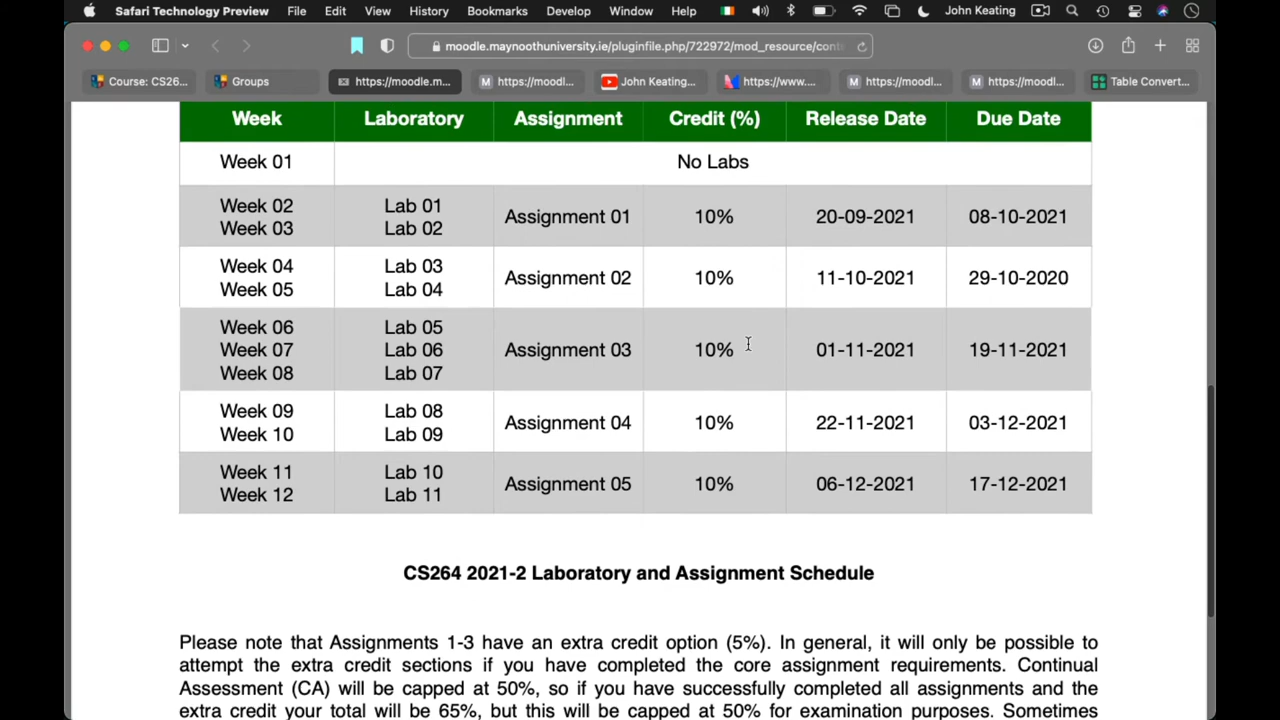 Safari Technology Preview File Edit View History Bookmarks Develop Window Help John Keating
moodle.maynoothuniversity.ie/pluginfile.php/722972/mod_resource/cont
Course: CS26... Groups https://moodle.m... https://moodl... John Keating,... https://www.... https://moodl... https://moodl... Table Convert...
Week Laboratory Assignment Credit (%) Release Date Due Date
Week 01 No Labs
Week 02 Lab 01
Assignment 01 10% 20-09-2021 08-10-2021
Week 03 Lab 02
Week 04 Lab 03
Assignment 02 10% 11-10-2021 29-10-2020
Week 05 Lab 04
Week 06 Lab 05
Week 07 Lab 06 Assignment 03 10% 01-11-2021 19-11-2021
Week 08 Lab 07
Week 09 Lab 08
Assignment 04 10% 22-11-2021 03-12-2021
Week 10 Lab 09
Week 11 Lab 10
Assignment 05 10% 06-12-2021 17-12-2021
Week 12 Lab 11
CS264 2021-2 Laboratory and Assignment Schedule
Please note that Assignments 1-3 have an extra credit option (5%). In general, it will only be possible to
attempt the extra credit sections if you have completed the core assignment requirements. Continual
Assessment (CA) will be capped at 50%, so if you have successfully completed all assignments and the
extra credit your total will be 65%, but this will be capped at 50% for examination purposes. Sometimes